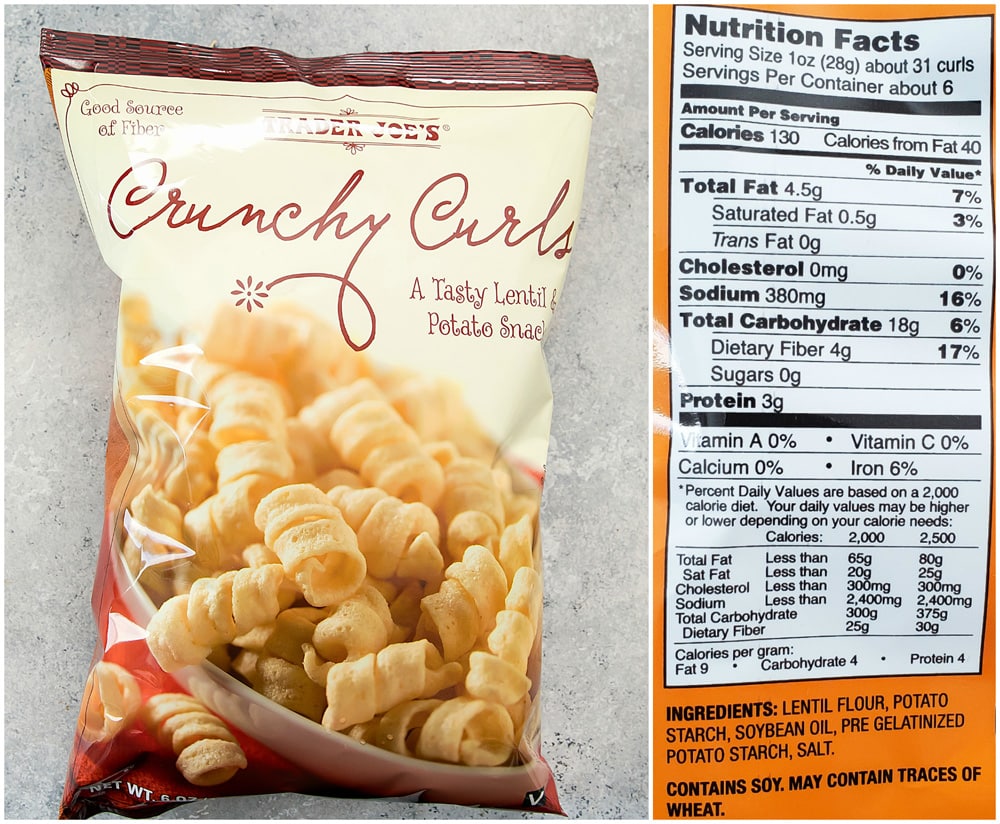 Good Source
of Fiber
TRADER JOE'S®
Crunchy Curls
A Tasty Lentil &
Potato Snac
NET WT. 6 OZ
V
Nutrition Facts
Serving Size 1oz (28g) about 31 curls
Servings Per Container about 6
Amount Per Serving
Calories 130 Calories from Fat 40
% Daily Value*
Total Fat 4.5g 7%
Saturated Fat 0.5g 3%
Trans Fat 0g
Cholesterol 0mg 0%
Sodium 380mg 16%
Total Carbohydrate 18g 6%
Dietary Fiber 4g 17%
Sugars 0g
Protein 3g
Vitamin A 0% • Vitamin C 0%
Calcium 0% • Iron 6%
*Percent Daily Values are based on a 2,000
calorie diet. Your daily values may be higher
or lower depending on your calorie needs:
Calories: 2,000 2,500
Total Fat Less than 65g 80g
Sat Fat Less than 20g 25g
Cholesterol Less than 300mg 300mg
Sodium Less than 2,400mg 2,400mg
Total Carbohydrate 300g 375g
Dietary Fiber 25g 30g
Calories per gram:
Fat 9 • Carbohydrate 4 • Protein 4
INGREDIENTS: LENTIL FLOUR, POTATO
STARCH, SOYBEAN OIL, PRE GELATINIZED
POTATO STARCH, SALT.
CONTAINS SOY. MAY CONTAIN TRACES OF
WHEAT.